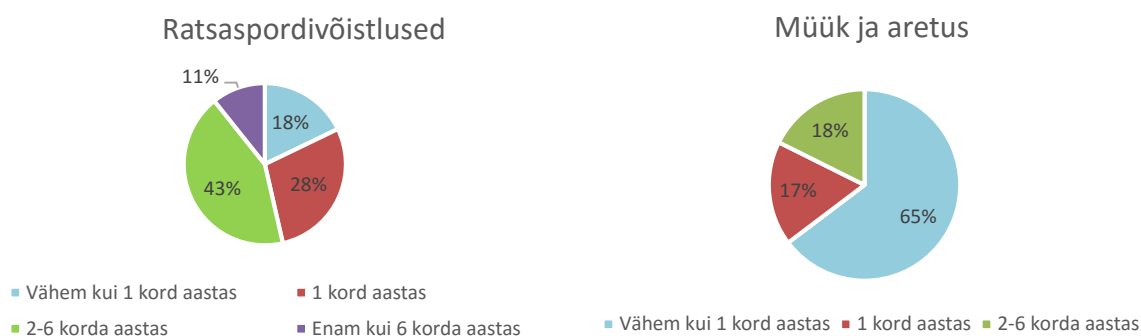 Ratsaspordivõistlused
11%
18%
28%
43%
Vähem kui 1 kord aastas
1 kord aastas
2-6 korda aastas
Enam kui 6 korda aastas
Müük ja aretus
18%
17%
65%
Vähem kui 1 kord aastas
1 kord aastas
2-6 korda aastas